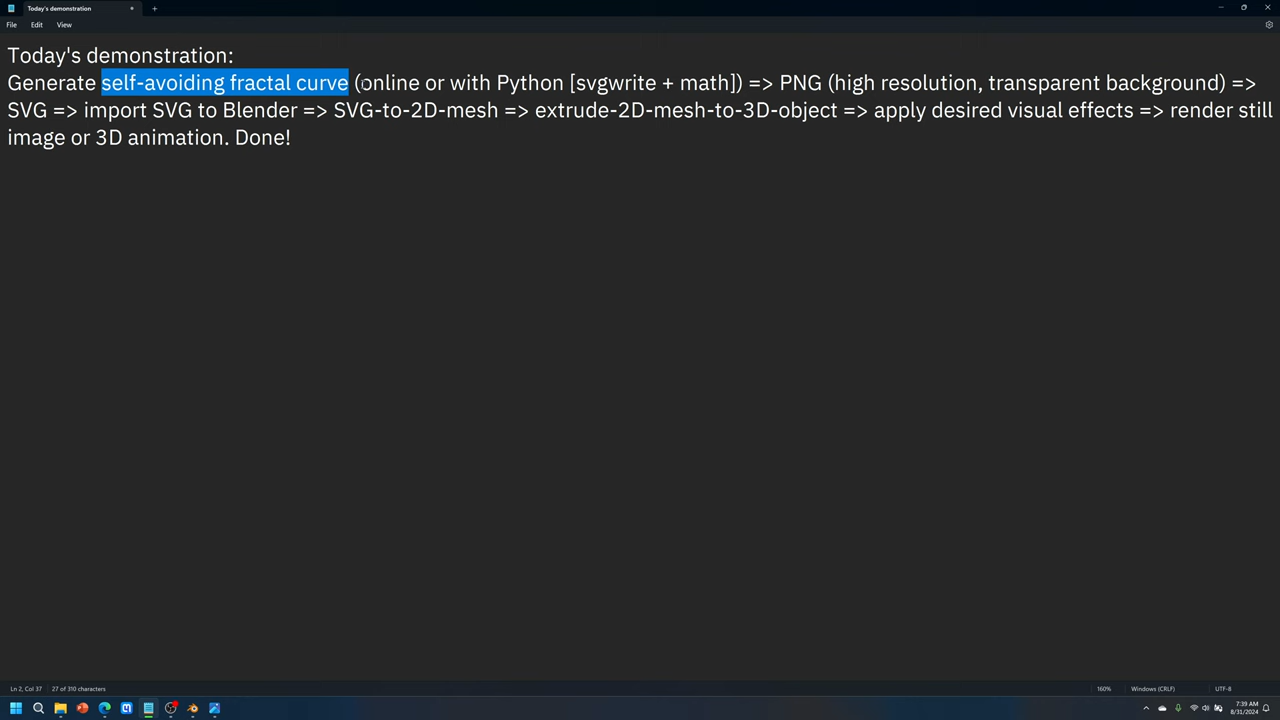 Today's demonstration
File
Edit
View
Today's demonstration:
Generate self-avoiding fractal curve (online or with Python [svgwrite + math]) => PNG (high resolution, transparent background) =>
SVG => import SVG to Blender => SVG-to-2D-mesh => extrude-2D-mesh-to-3D-object => apply desired visual effects => render still
image or 3D animation. Done!
Ln 2, Col 37
27 of 310 characters
160%
Windows (CRLF)
UTF-8
7:39 AM
8/31/2024